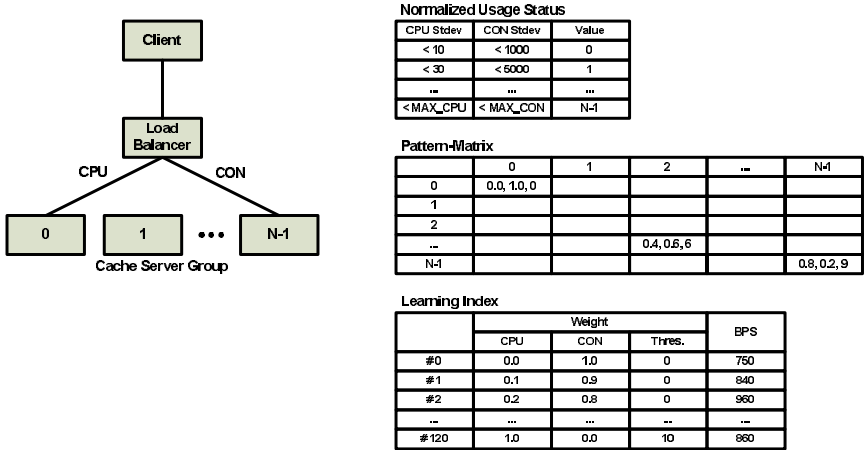 Client
Load
Balancer
CPU CON
0 1 ••• N-1
Cache Server Group
Normalized Usage Status
CPU Stdev CON Stdev Value
< 10 < 1000 0
< 30 < 5000 1
... ... ...
< MAX_CPU < MAX_CON N-1
Pattern-Matrix
0 1 2 ... N-1
0 0.0, 1.0, 0
1
2
... 0.4, 0.6, 6
N-1 0.8, 0.2, 9
Learning Index
Weight BPS
CPU CON Thres.
#0 0.0 1.0 0 750
#1 0.1 0.9 0 840
#2 0.2 0.8 0 960
... ... ... ... ...
#120 1.0 0.0 10 860